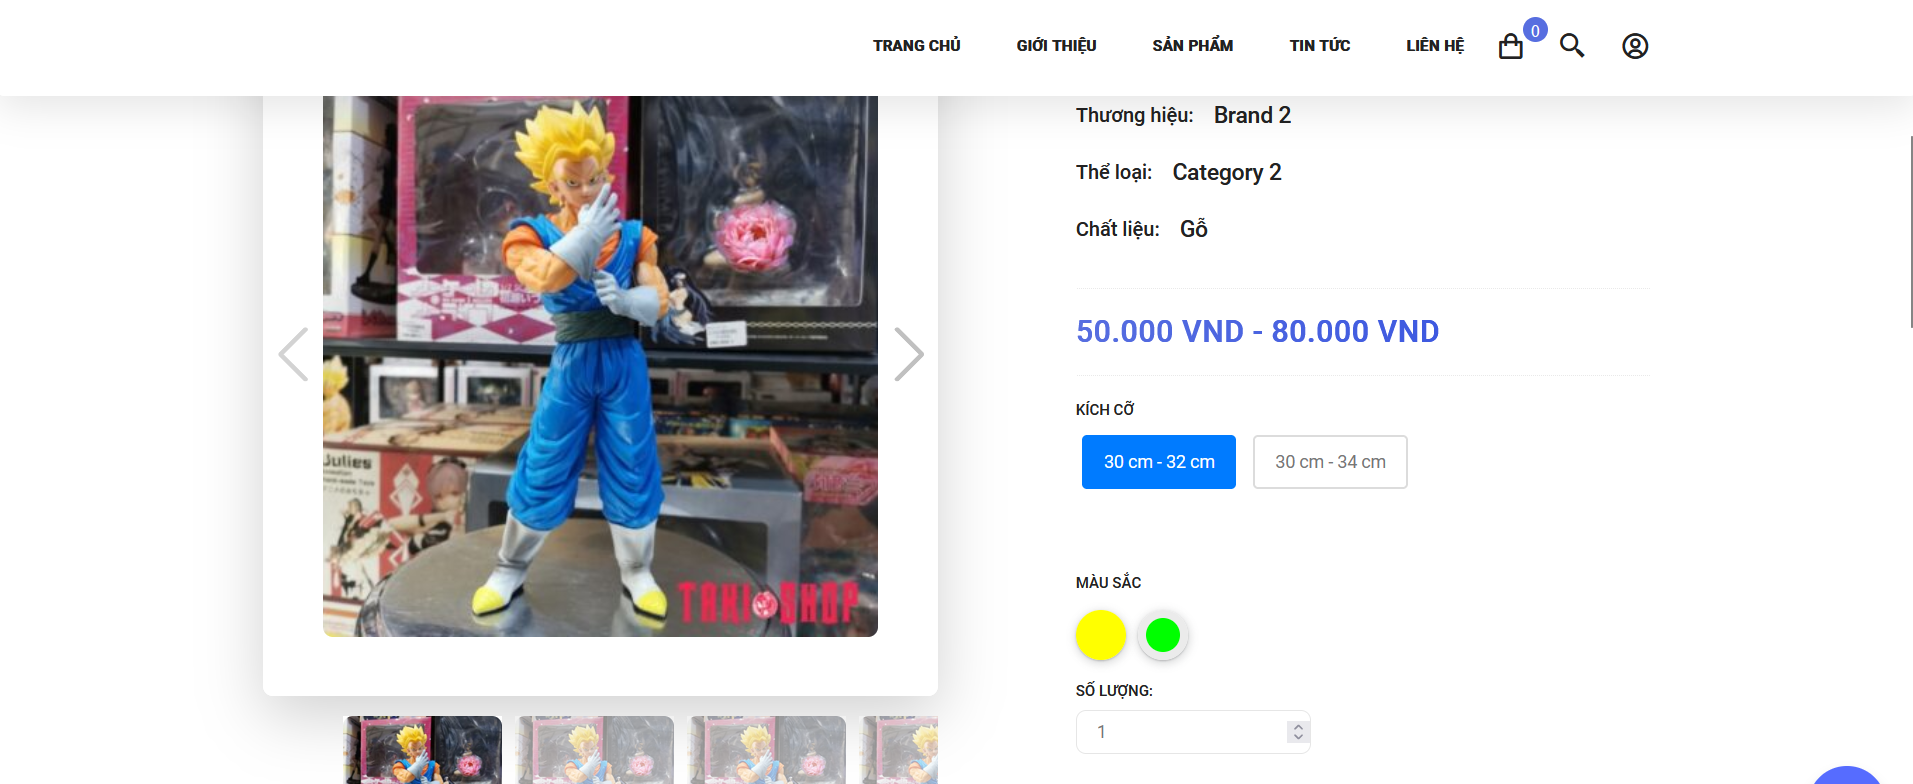 TRANG CHỦ
GIỚI THIỆU
SẢN PHẨM
TIN TỨC
LIÊN HỆ
0
Thương hiệu: Brand 2
Thể loại: Category 2
Chất liệu: Gỗ
50.000 VND - 80.000 VND
KÍCH CỠ
30 cm - 32 cm
30 cm - 34 cm
MÀU SẮC
SỐ LƯỢNG:
1
Julies
TAKI SHOP